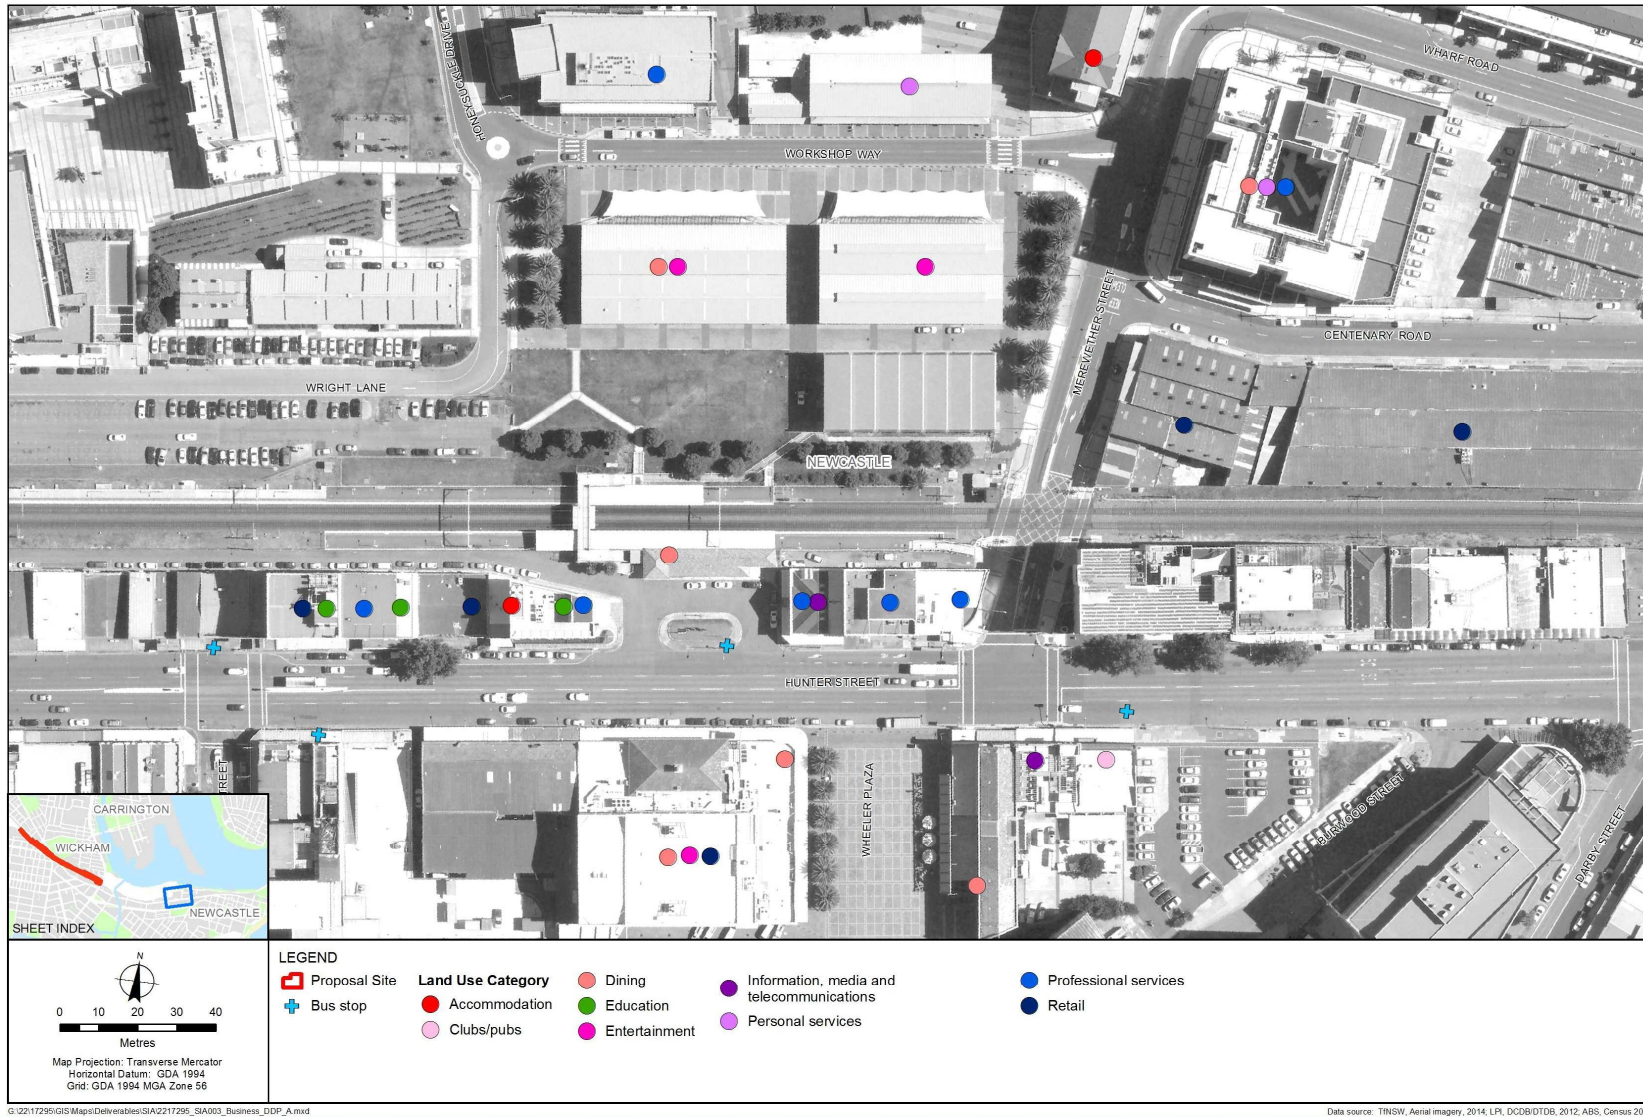 HONEYSUCKLE DRIVE
WHARF ROAD
WORKSHOP WAY
MEREWETHER STREET
CENTENARY ROAD
WRIGHT LANE
NEWCASTLE
HUNTER STREET
TREET
WHEELER PLAZA
BURWOOD STREET
DARBY STREET
CARRINGTON
WICKHAM
NEWCASTLE
SHEET INDEX
N
0 10 20 30 40
Metres
Map Projection: Transverse Mercator
Horizontal Datum: GDA 1994
Grid: GDA 1994 MGA Zone 56
LEGEND
Proposal Site
Bus stop
Land Use Category
Accommodation
Clubs/pubs
Dining
Education
Entertainment
Information, media and
telecommunications
Personal services
Professional services
Retail
G:\22\17295\GIS\Maps\Deliverables\SIA\2217295_SIA003_Business_DDP_A.mxd
Data source: TfNSW, Aerial imagery, 2014; LPI, DCDB/DTDB, 2012; ABS, Census 20